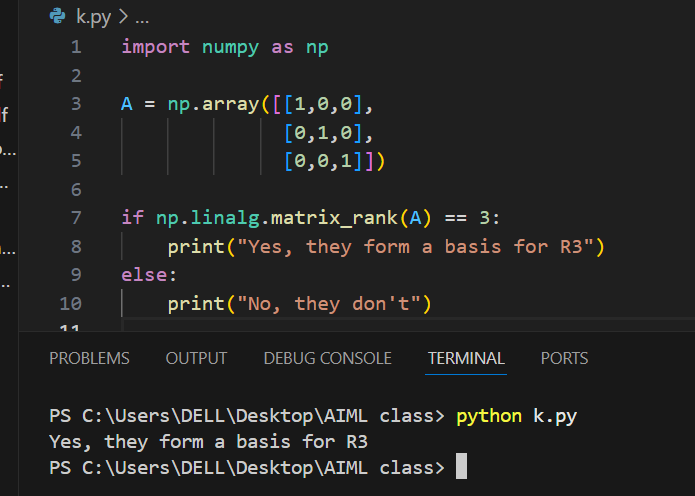 k.py > ...
1 import numpy as np
2
3 A = np.array([[1,0,0],
4 [0,1,0],
5 [0,0,1]])
6
7 if np.linalg.matrix_rank(A) == 3:
8 print("Yes, they form a basis for R3")
9 else:
10 print("No, they don't")
11
PROBLEMS OUTPUT DEBUG CONSOLE TERMINAL PORTS
PS C:\Users\DELL\Desktop\AIML class> python k.py
Yes, they form a basis for R3
PS C:\Users\DELL\Desktop\AIML class>